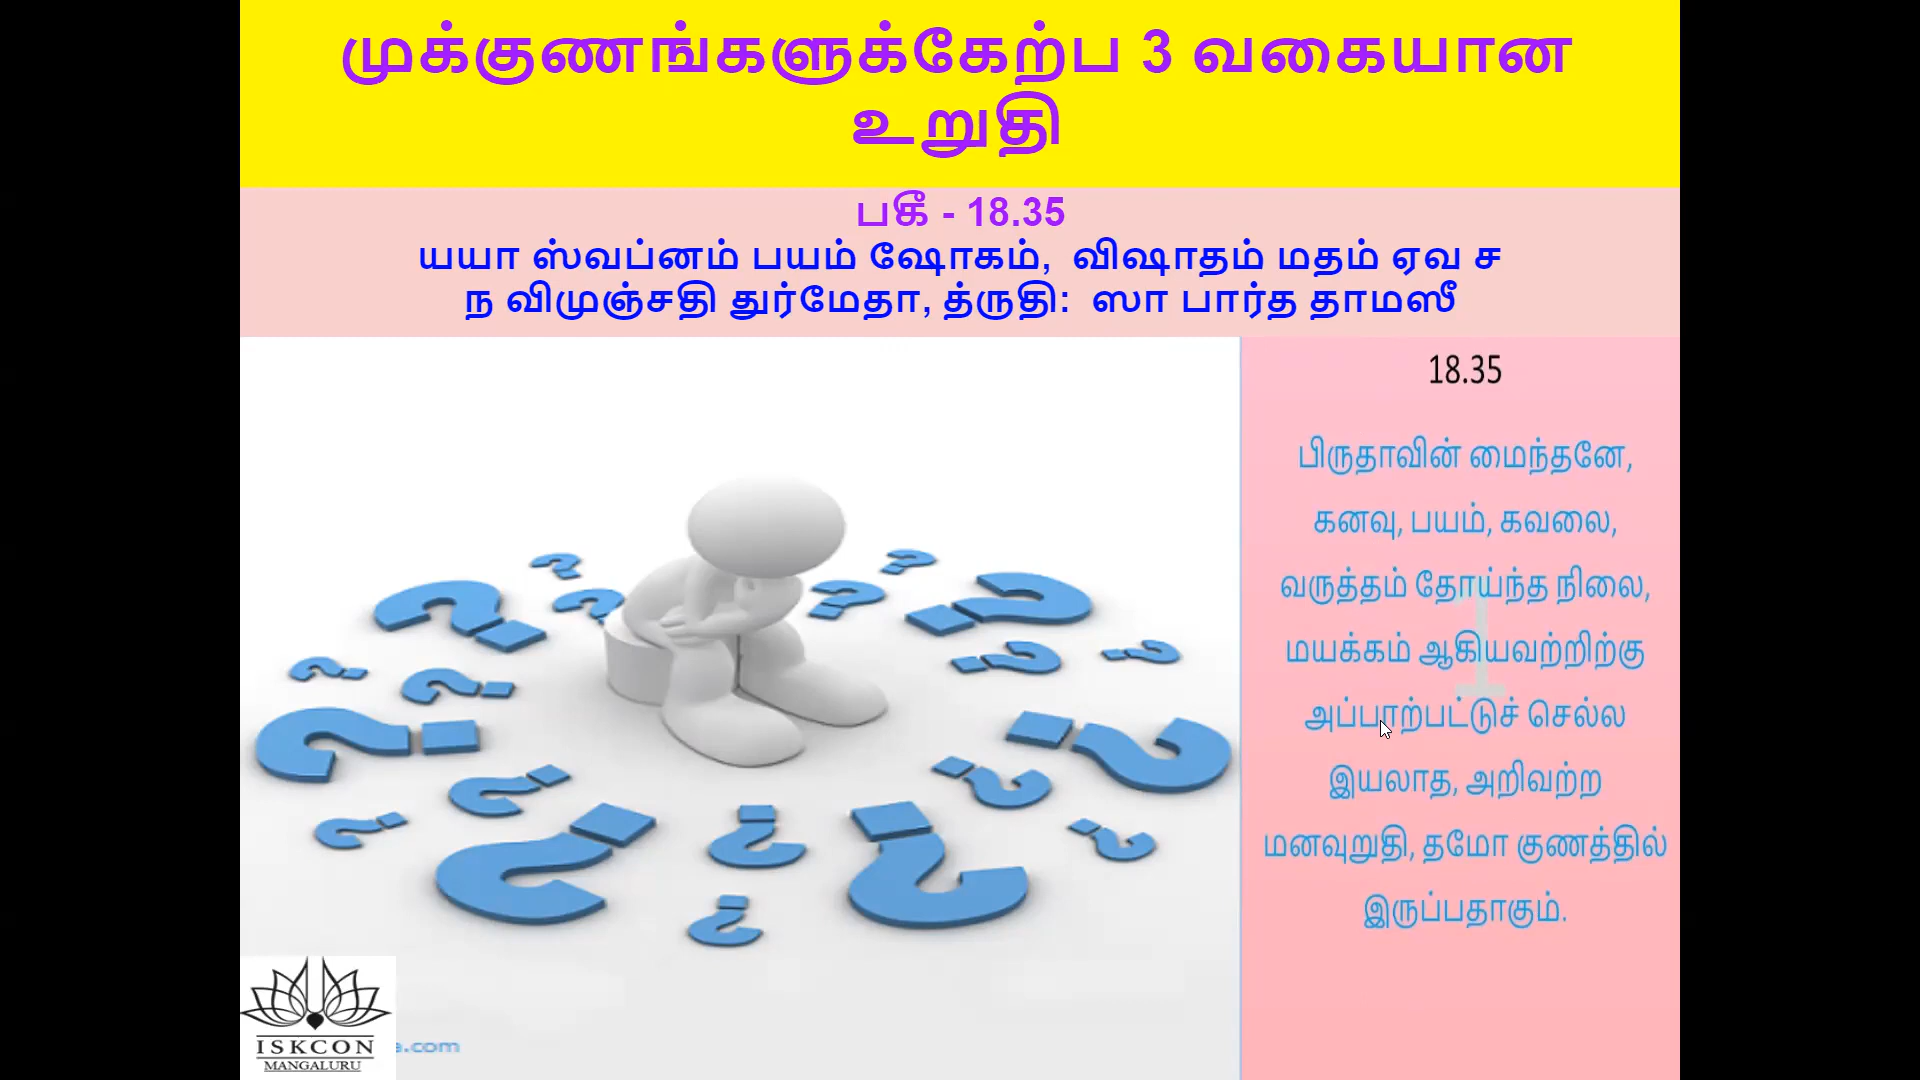 முக்குணங்களுக்கேற்ப 3 வகையான
உறுதி
பகீ - 18.35
யயா ஸ்வப்னம் பயம் ஷோகம்,  விஷாதம் மதம் ஏவ ச
ந விமுஞ்சதி துர்மேதா, த்ருதி:  ஸா பார்த தாமஸீ
18.35
பிருதாவின் மைந்தனே,
கனவு, பயம், கவலை,
வருத்தம் தோய்ந்த நிலை,
மயக்கம் ஆகியவற்றிற்கு
அப்பாற்பட்டுச் செல்ல
இயலாத, அறிவற்ற
மனவுறுதி, தமோ குணத்தில்
இருப்பதாகும்.
1
ISKCON
MANGALURU